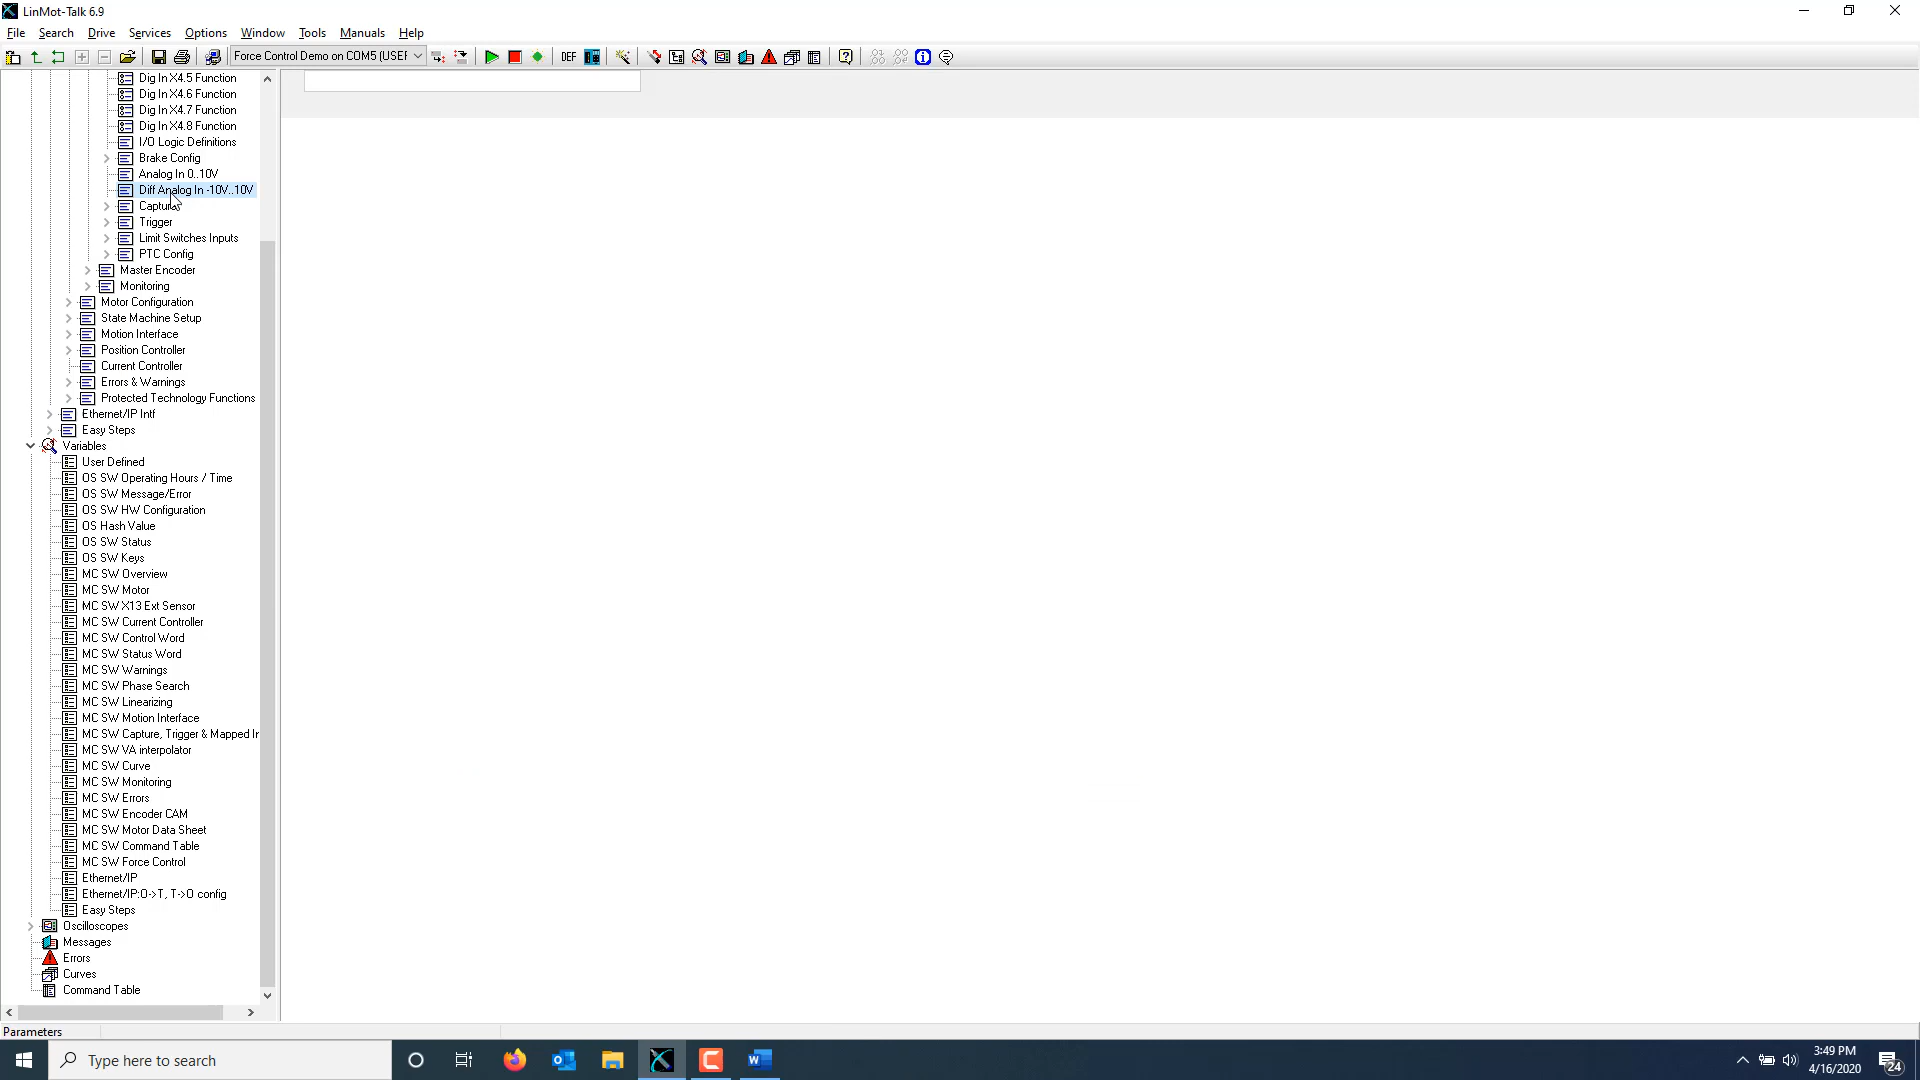 LinMot-Talk 6.9
File Search Drive Services Options Window Tools Manuals Help
Force Control Demo on COM5 (USEF
DEF
Dig In X4.5 Function
Dig In X4.6 Function
Dig In X4.7 Function
Dig In X4.8 Function
I/O Logic Definitions
Brake Config
Analog In 0..10V
Diff Analog In -10V..10V
Capture
Trigger
Limit Switches Inputs
PTC Config
Master Encoder
Monitoring
Motor Configuration
State Machine Setup
Motion Interface
Position Controller
Current Controller
Errors & Warnings
Protected Technology Functions
Ethernet/IP Intf
Easy Steps
Variables
User Defined
OS SW Operating Hours / Time
OS SW Message/Error
OS SW HW Configuration
OS Hash Value
OS SW Status
OS SW Keys
MC SW Overview
MC SW Motor
MC SW X13 Ext Sensor
MC SW Current Controller
MC SW Control Word
MC SW Status Word
MC SW Warnings
MC SW Phase Search
MC SW Linearizing
MC SW Motion Interface
MC SW Capture, Trigger & Mapped Ir
MC SW VA interpolator
MC SW Curve
MC SW Monitoring
MC SW Errors
MC SW Encoder CAM
MC SW Motor Data Sheet
MC SW Command Table
MC SW Force Control
Ethernet/IP
Ethernet/IP:O->T, T->O config
Easy Steps
Oscilloscopes
Messages
Errors
Curves
Command Table
Parameters
Type here to search
3:49 PM
4/16/2020
24